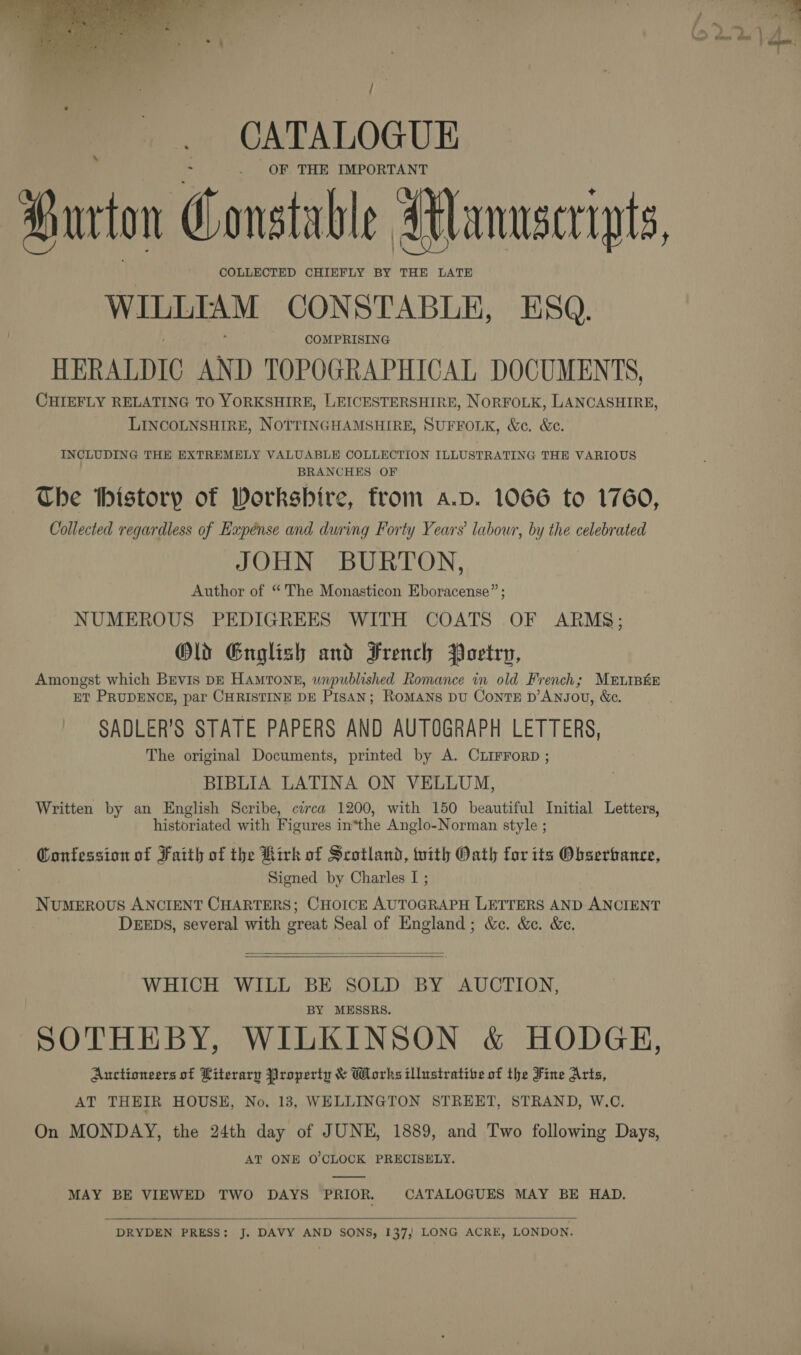 62214
CATALOGUE
OF THE IMPORTANT
Burton Constable Manuscripts,
COLLECTED CHIEFLY BY THE LATE
WILLIAM CONSTABLE, ESQ.
COMPRISING
HERALDIC AND TOPOGRAPHICAL DOCUMENTS,
CHIEFLY RELATING TO YORKSHIRE, LEICESTERSHIRE, NORFOLK, LANCASHIRE,
LINCOLNSHIRE, NOTTINGHAMSHIRE, SUFFOLK, &c. &c.
INCLUDING THE EXTREMELY VALUABLE COLLECTION ILLUSTRATING THE VARIOUS
BRANCHES OF
The History of Yorkshire, from A.D. 1066 to 1760,
Collected regardless of Expense and during Forty Years' labour, by the celebrated
JOHN BURTON,
Author of “The Monasticon Eboracense”;
NUMEROUS PEDIGREES WITH COATS OF ARMS;
Old English and French Poetry,
Amongst which BEVIS DE HAMTONE, unpublished Romance in old French; MELIBÉE
ET PRUDENCE, par CHRISTINE DE PISAN; ROMANS DU CONTE D'ANJOU, &c.
SADLER'S STATE PAPERS AND AUTOGRAPH LETTERS,
The original Documents, printed by A. CLIFFORD;
BIBLIA LATINA ON VELLUM,
Written by an English Scribe, circa 1200, with 150 beautiful Initial Letters,
historiated with Figures in the Anglo-Norman style;
Confession of Faith of the Kirk of Scotland, with Oath for its Observance,
Signed by Charles I;
NUMEROUS ANCIENT CHARTERS; CHOICE AUTOGRAPH LETTERS AND ANCIENT
DEEDS, several with great Seal of England; &c. &c. &c.
WHICH WILL BE SOLD BY AUCTION,
BY MESSRS.
SOTHEBY, WILKINSON & HODGE,
Auctioneers of Literary Property & Works illustrative of the Fine Arts,
AT THEIR HOUSE, No. 13, WELLINGTON STREET, STRAND, W.C.
On MONDAY, the 24th day of JUNE, 1889, and Two following Days,
AT ONE O'CLOCK PRECISELY.
MAY BE VIEWED TWO DAYS PRIOR. CATALOGUES MAY BE HAD.
DRYDEN PRESS: J. DAVY AND SONS, 137, LONG ACRE, LONDON.